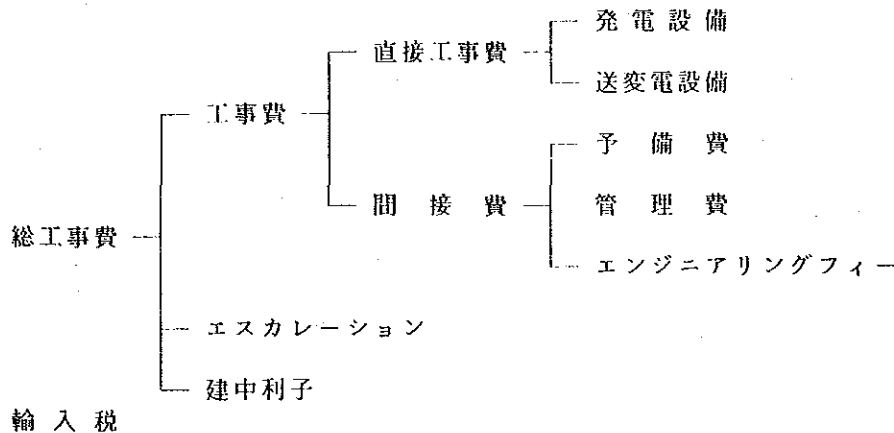 発電設備
直接工事費
送変電設備
工事費
予備費
間接費
管理費
総工事費
エンジニアリングフィー
エスカレーション
建中利子
輸入税